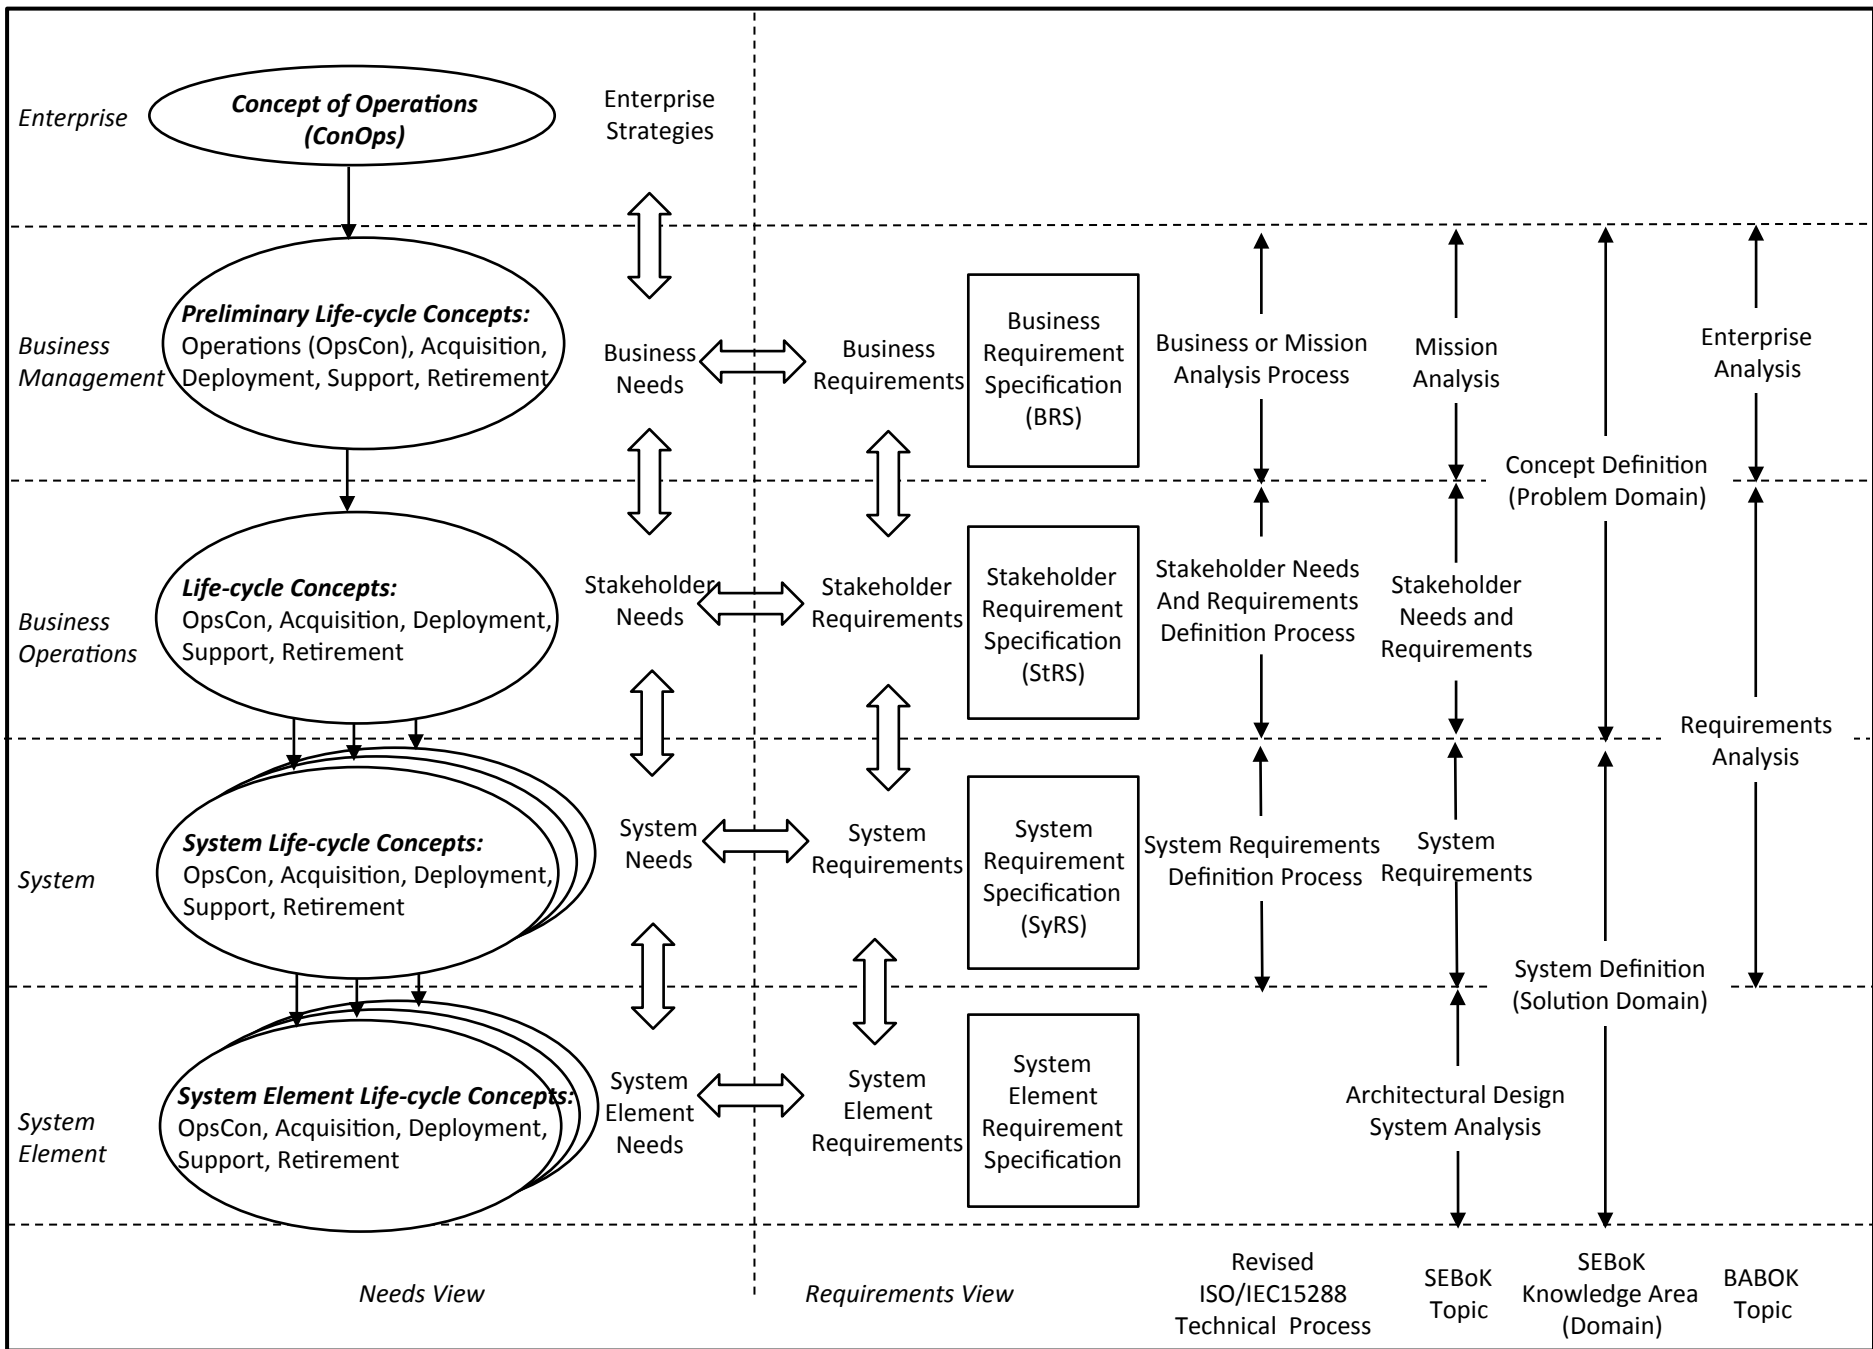 Enterprise
Concept of Operations
(ConOps)
Enterprise
Strategies
Business
Management
Preliminary Life-cycle Concepts:
Operations (OpsCon), Acquisition,
Deployment, Support, Retirement
Business
Needs
Business
Requirements
Business
Requirement
Specification
(BRS)
Business or Mission
Analysis Process
Mission
Analysis
Enterprise
Analysis
Concept Definition
(Problem Domain)
Business
Operations
Life-cycle Concepts:
OpsCon, Acquisition, Deployment,
Support, Retirement
Stakeholder
Needs
Stakeholder
Requirements
Stakeholder
Requirement
Specification
(StRS)
Stakeholder Needs
And Requirements
Definition Process
Stakeholder
Needs and
Requirements
Requirements
Analysis
System
System Life-cycle Concepts:
OpsCon, Acquisition, Deployment,
Support, Retirement
System
Needs
System
Requirements
System
Requirement
Specification
(SyRS)
System Requirements
Definition Process
System
Requirements
System Definition
(Solution Domain)
System
Element
System Element Life-cycle Concepts:
OpsCon, Acquisition, Deployment,
Support, Retirement
System
Element
Needs
System
Element
Requirements
System
Element
Requirement
Specification
Architectural Design
System Analysis
Needs View
Requirements View
Revised
ISO/IEC15288
Technical Process
SEBoK
Topic
SEBoK
Knowledge Area
(Domain)
BABOK
Topic